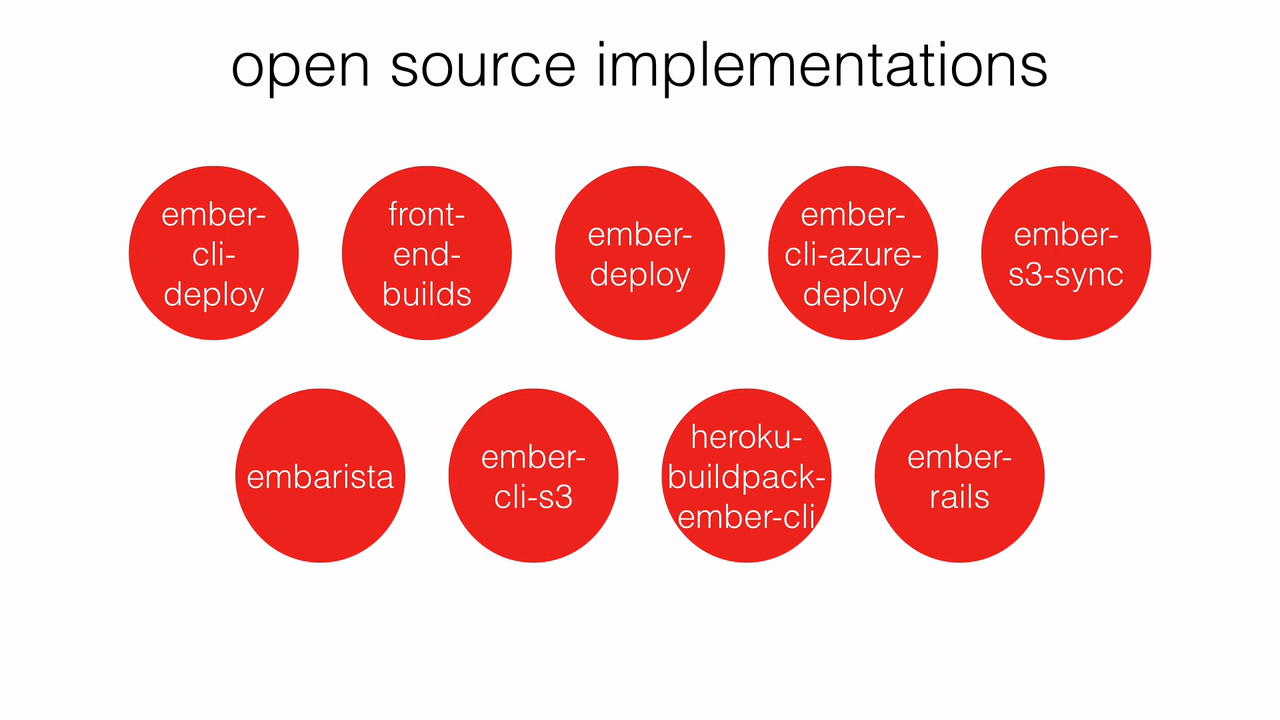 open source implementations
ember-
cli-
deploy
front-
end-
builds
ember-
deploy
ember-
cli-azure-
deploy
ember-
s3-sync
embarista
ember-
cli-s3
heroku-
buildpack-
ember-cli
ember-
rails